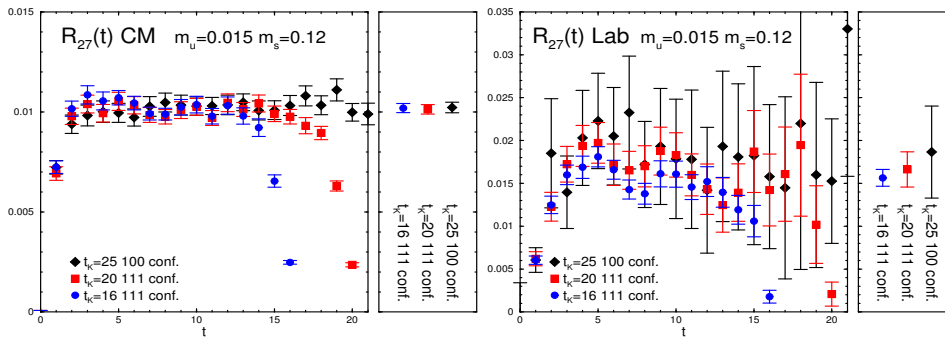 R27(t) CM mu=0.015 ms=0.12
0.015
0.010
0.005
0
tK=25 100 conf.
tK=20 111 conf.
tK=16 111 conf.
0 5 10 15 20
t
tK=16 111 conf.
tK=20 111 conf.
tK=25 100 conf.
R27(t) Lab mu=0.015 ms=0.12
0.035
0.03
0.025
0.02
0.015
0.01
0.005
0
tK=25 100 conf.
tK=20 111 conf.
tK=16 111 conf.
0 5 10 15 20
t
tK=16 111 conf.
tK=20 111 conf.
tK=25 100 conf.